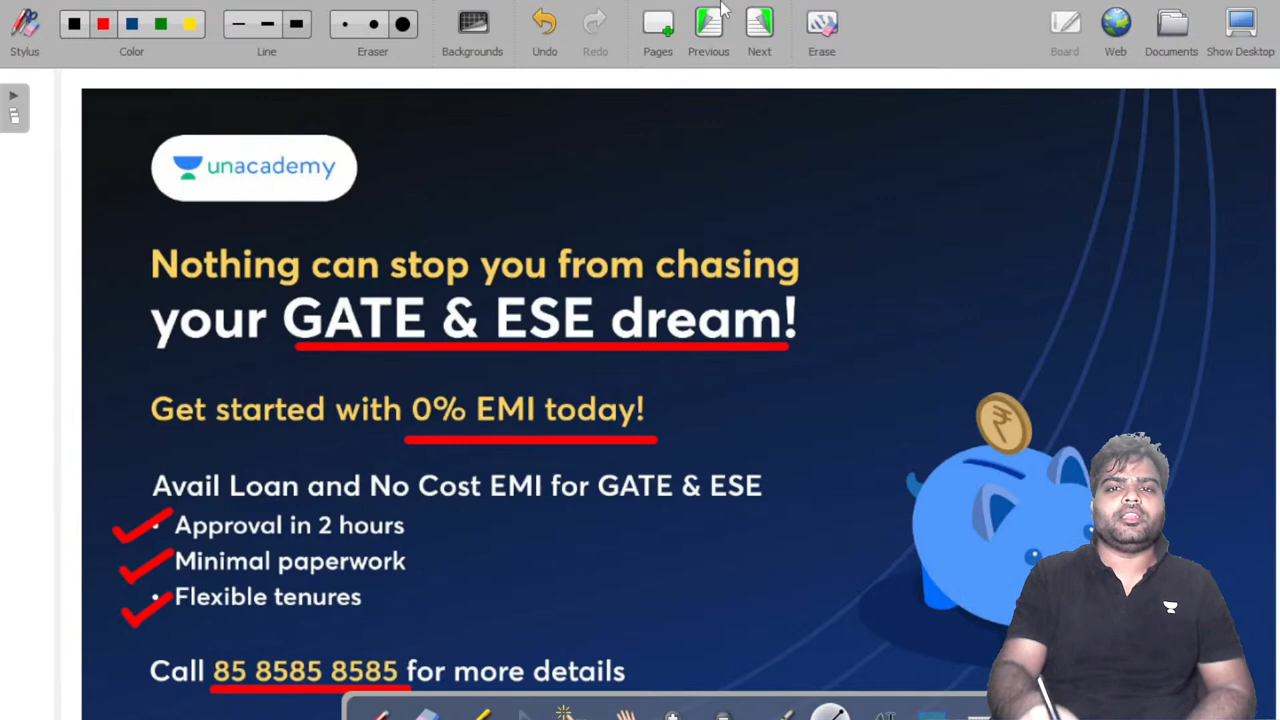 Stylus
Color
Line
Eraser
Backgrounds
Undo
Redo
Pages
Previous
Next
Erase
Board
Web
Documents
Show Desktop
unacademy
Nothing can stop you from chasing
your GATE & ESE dream!
Get started with 0% EMI today!
Avail Loan and No Cost EMI for GATE & ESE
• Approval in 2 hours
• Minimal paperwork
• Flexible tenures
Call 85 8585 8585 for more details